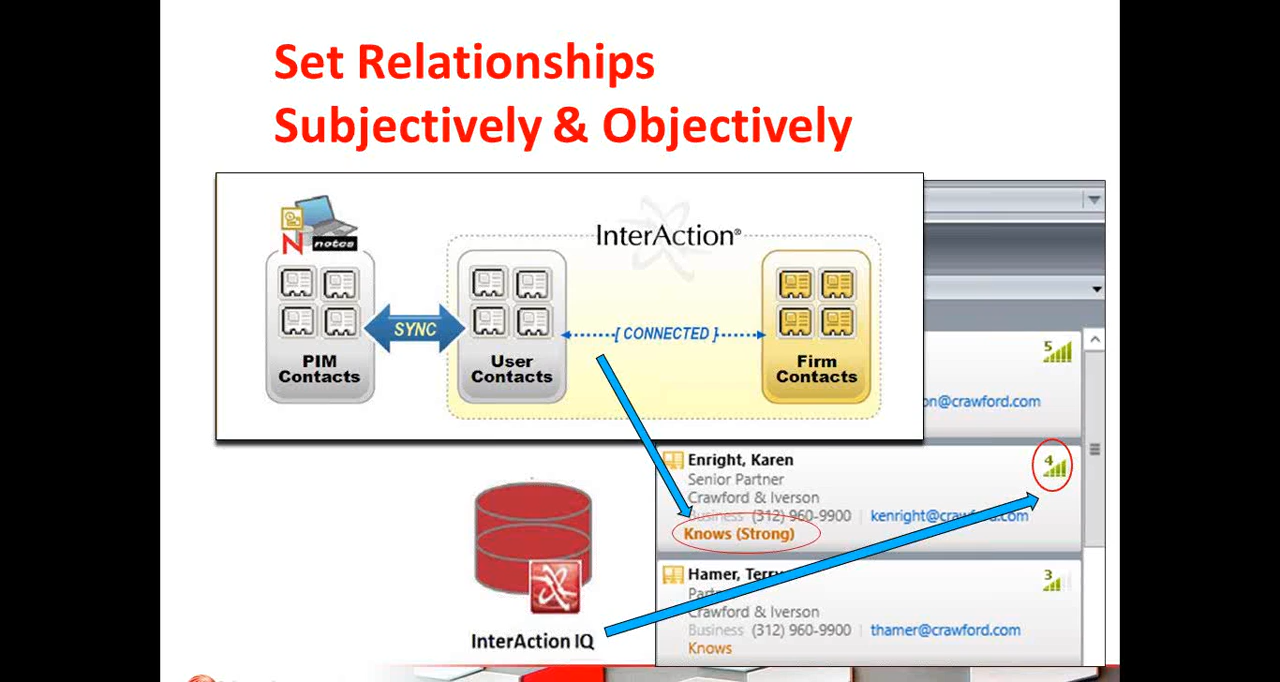 Set Relationships
Subjectively & Objectively
InterAction®
N notes
SYNC
{ CONNECTED }
PIM
Contacts
User
Contacts
Firm
Contacts
5
on@crawford.com
Enright, Karen
4
Senior Partner
Crawford & Iverson
Business (312) 960-9900 | kenright@crawford.com
Knows (Strong)
Hamer, Terry
3
Crawford & Iverson
Business (312) 960-9900 | thamer@crawford.com
Knows
InterAction IQ